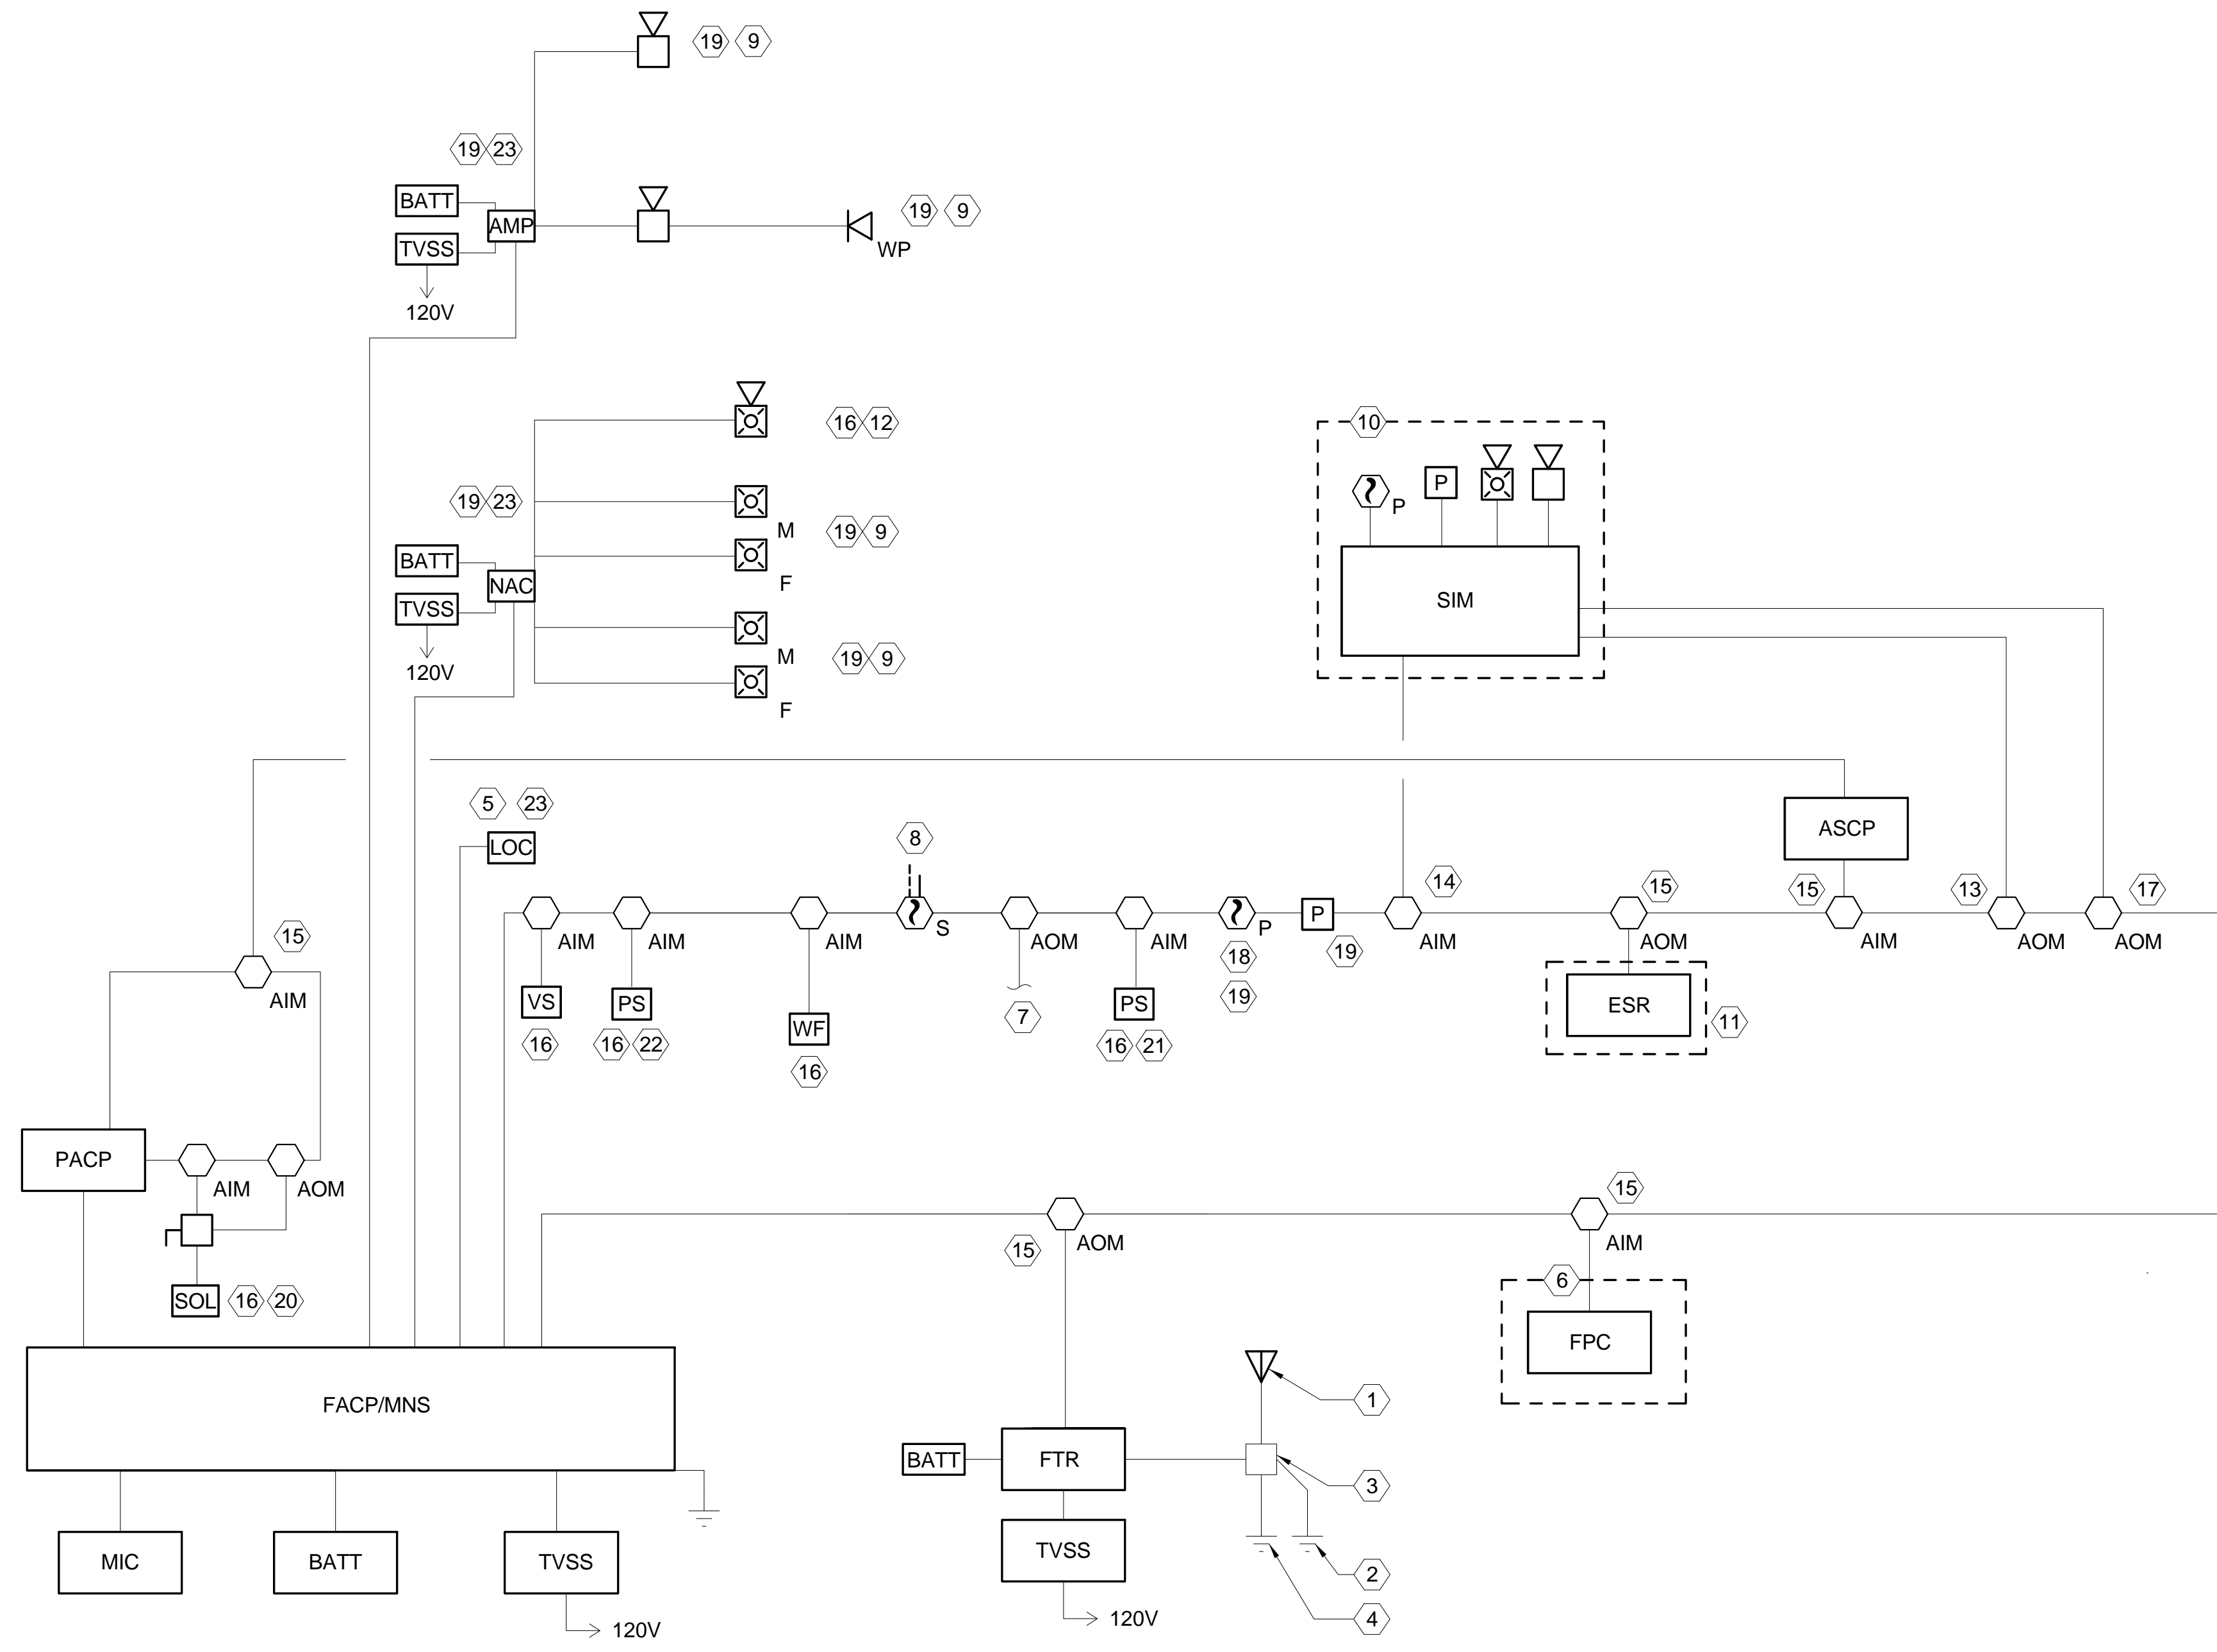 19 9
19 23
BATT
AMP
19 9
TVSS
WP
120V
16 12
10
P
P
19 23
M
19 9
BATT
NAC
F
TVSS
SIM
M
19 9
120V
F
5 23
LOC
ASCP
8
14
15
15
13
17
AIM
AIM
AIM
S
AOM
AIM
P
P
AIM
AOM
AIM
AOM
AOM
15
AIM
19
18
VS
PS
WF
7
PS
19
ESR
11
16
16 22
16
16 21
PACP
AIM
AOM
15
15
AOM
AIM
SOL
16 20
6
FPC
FACP/MNS
1
BATT
FTR
3
MIC
BATT
TVSS
TVSS
2
120V
120V
4